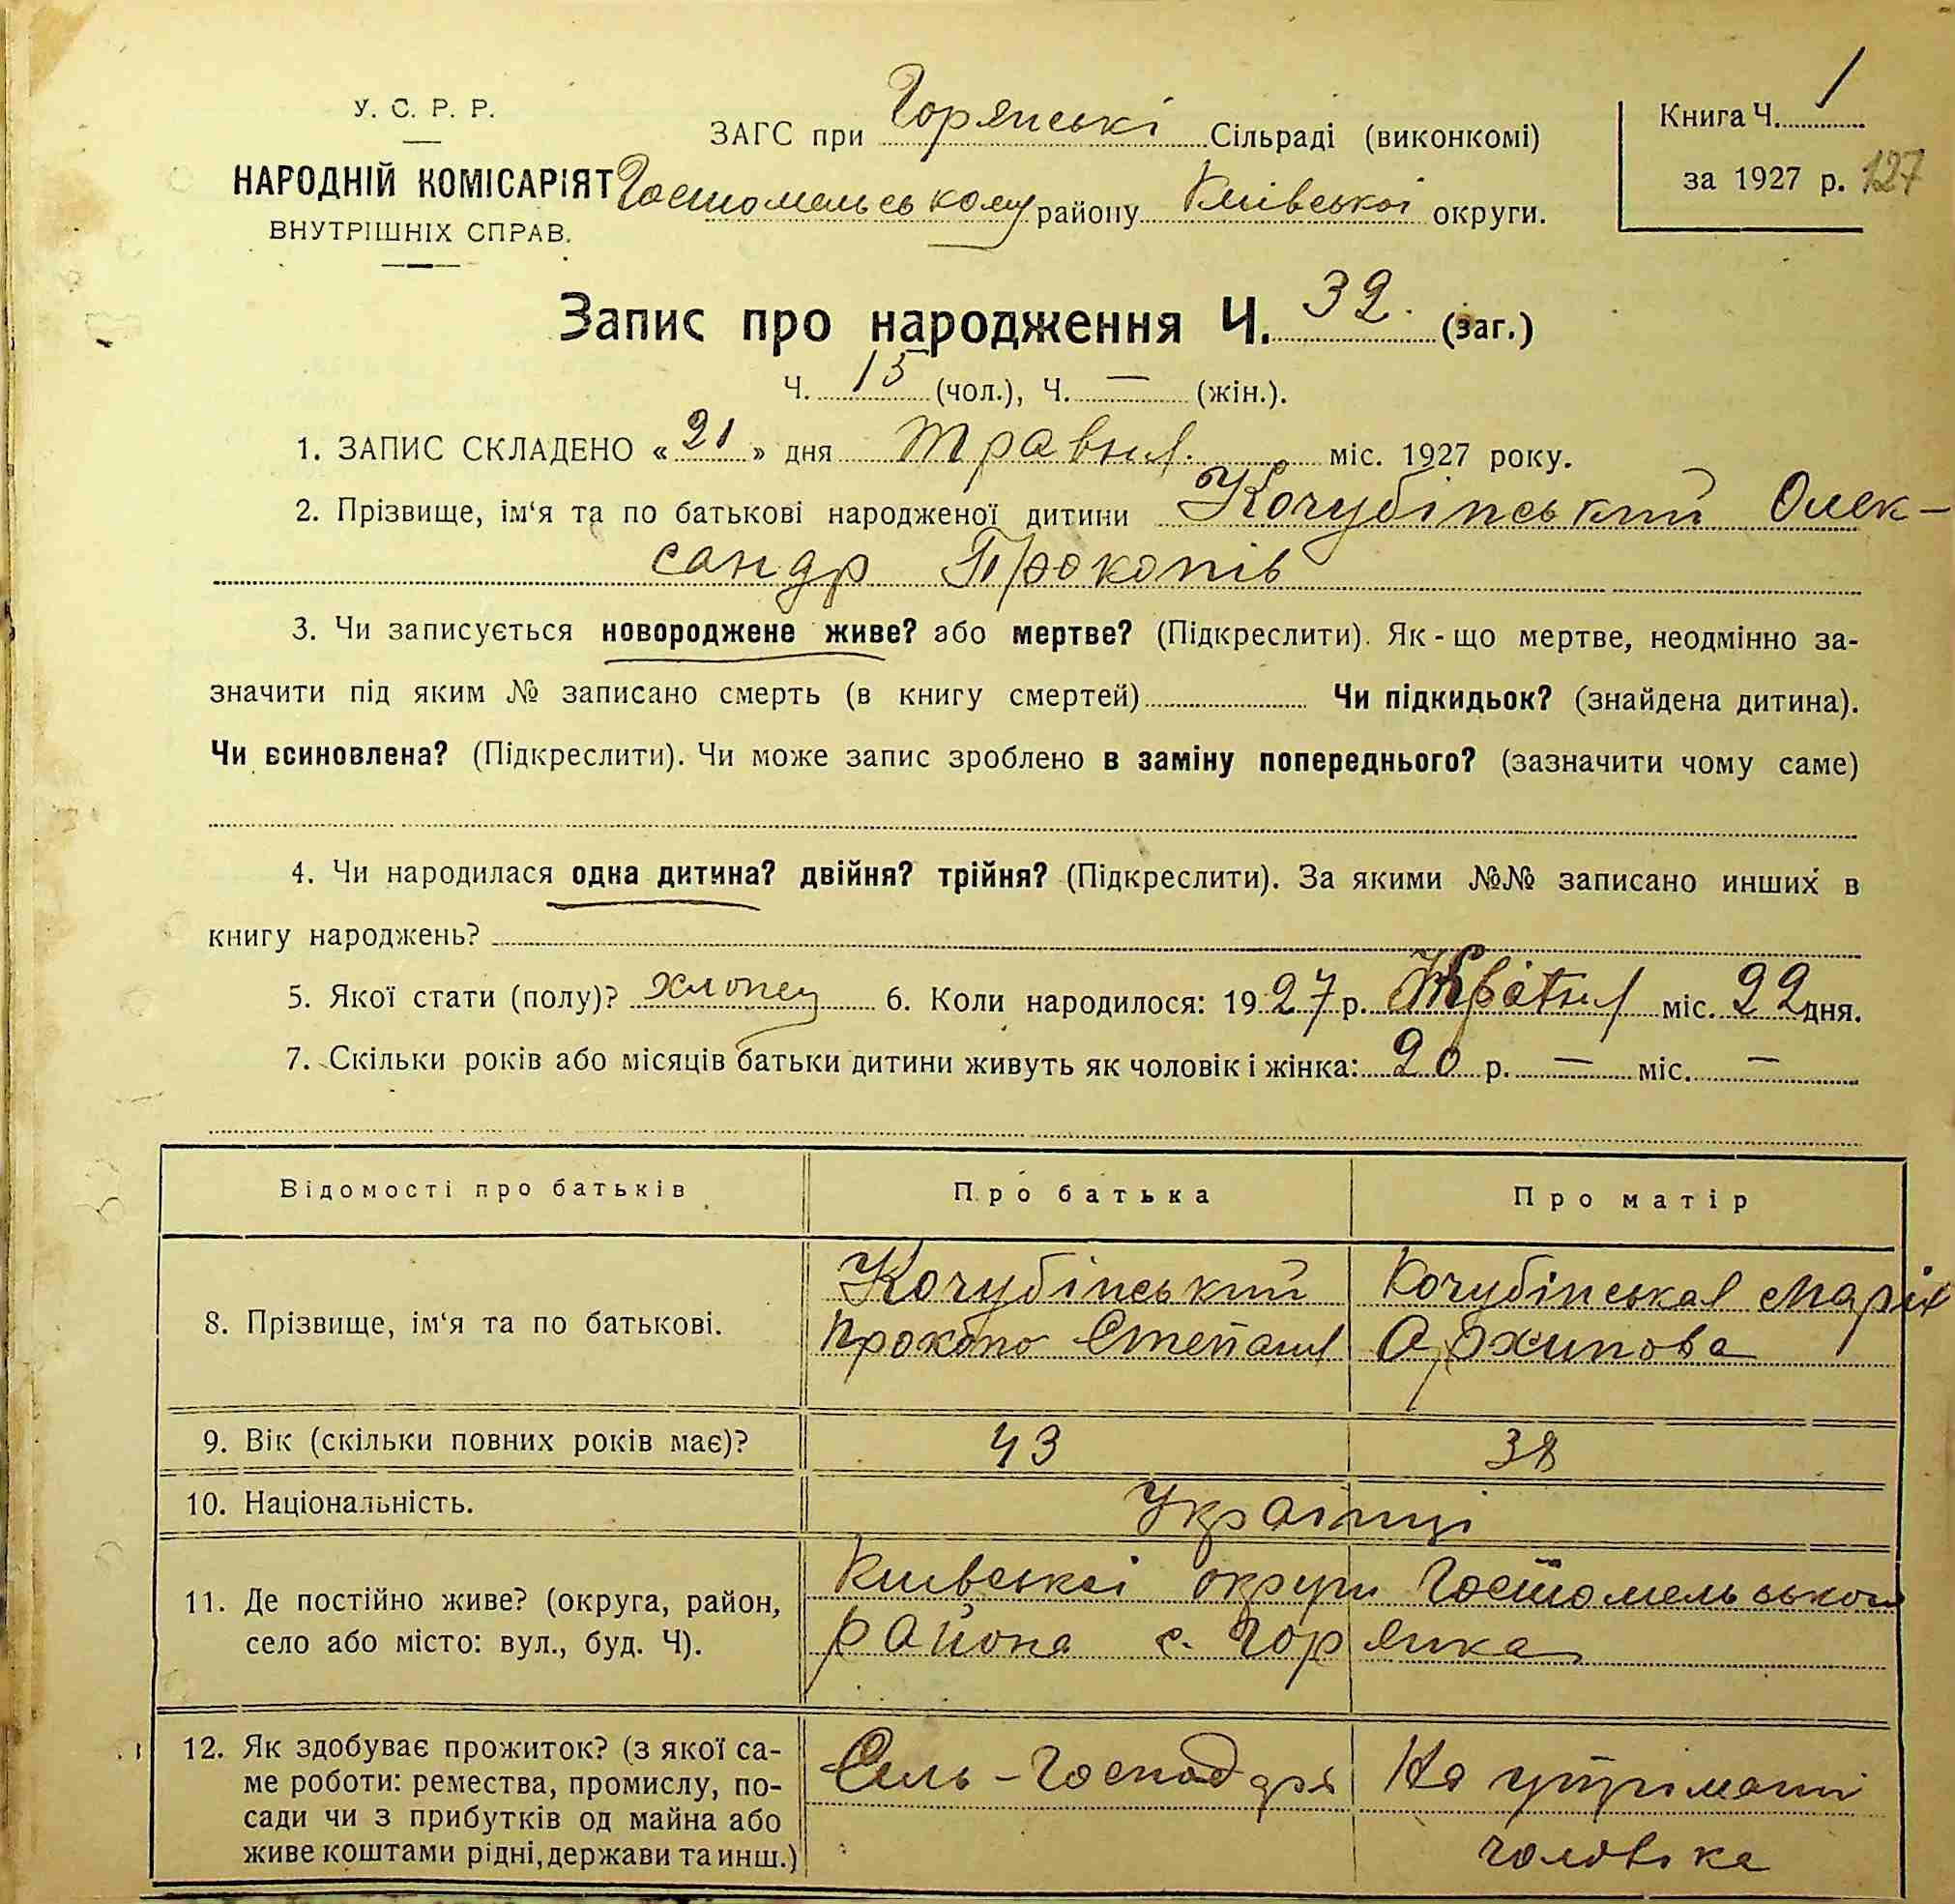 У. С. Р. Р.
НАРОДНІЙ КОМІСАРІЯТ
ВНУТРІШНІХ СПРАВ.
ЗАГС при Горянські Сільраді (виконкомі)
Гостомельському району Київської округи.
Книга Ч. 1
за 1927 р. 127
Запис про народження Ч. 32. (заг.)
Ч. 15 (чол.), Ч. — (жін.).
1. ЗАПИС СКЛАДЕНО «21» дня травня міс. 1927 року.
2. Прізвище, ім‘я та по батькові народженої дитини Кочубінський Олек-
сандр Прокопів
3. Чи записується новороджене живе? або мертве? (Підкреслити). Як-що мертве, неодмінно за-
значити під яким № записано смерть (в книгу смертей) Чи підкидьок? (знайдена дитина).
Чи всиновлена? (Підкреслити). Чи може запис зроблено в заміну попереднього? (зазначити чому саме)
4. Чи народилася одна дитина? двійня? трійня? (Підкреслити). За якими №№ записано инших в
книгу народжень?
5. Якої стати (полу)? хлопец 6. Коли народилося: 1927 р. Квітня міс. 22 дня.
7. Скільки років або місяців батьки дитини живуть як чоловік і жінка: 20 р. — міс. —
Відомості про батьків
Про батька
Про матір
8. Прізвище, ім‘я та по батькові.
Кочубінський
Прокопо Степанів
Кочубінськая Марія
Архипова
9. Вік (скільки повних років має)?
43
38
10. Національність.
Українці
11. Де постійно живе? (округа, район,
село або місто: вул., буд. Ч).
Київської округи Гостомельського
района с. Горянка
12. Як здобуває прожиток? (з якої са-
ме роботи: ремества, промислу, по-
сади чи з прибутків од майна або
живе коштами рідні, держави та инш.)
Сель-Господаря
На утріманні
чоловіка